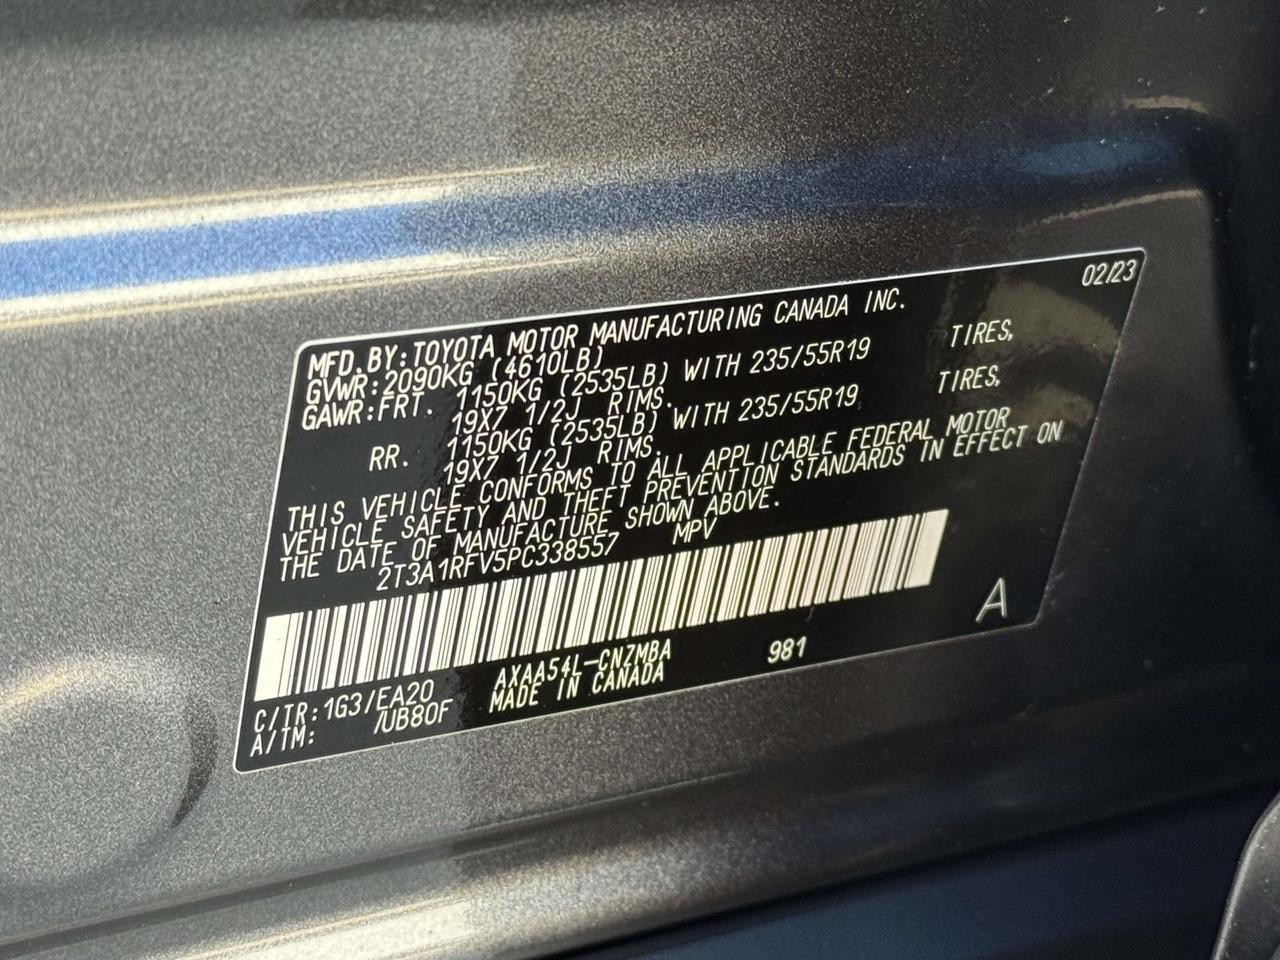 02/23
MFD.BY:TOYOTA MOTOR MANUFACTURING CANADA INC.
GVWR:2090KG (4610LB)
GAWR:FRT. 1150KG (2535LB) WITH 235/55R19 TIRES,
19X7 1/2J RIMS.
RR. 1150KG (2535LB) WITH 235/55R19 TIRES,
19X7 1/2J RIMS.
THIS VEHICLE CONFORMS TO ALL APPLICABLE FEDERAL MOTOR
VEHICLE SAFETY AND THEFT PREVENTION STANDARDS IN EFFECT ON
THE DATE OF MANUFACTURE SHOWN ABOVE.
2T3A1RFV5PC338557 MPV
A
C/TR:1G3/EA20 AXAA54L-CNZMBA 981
A/TM: /UB80F MADE IN CANADA